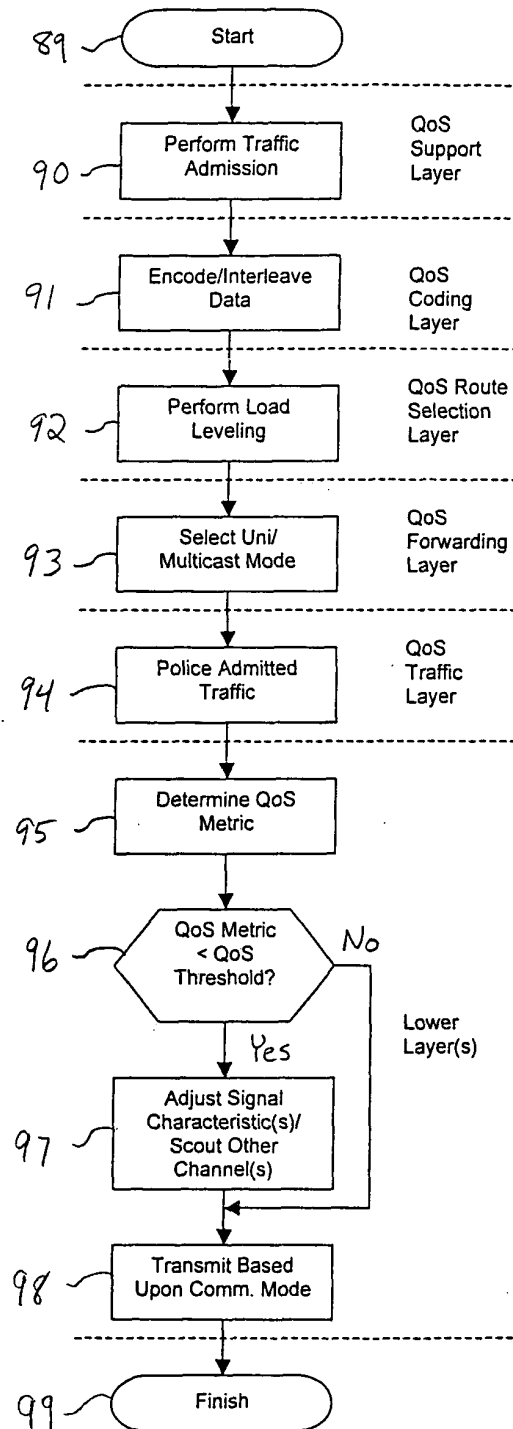 89
Start
90
Perform Traffic
Admission
QoS
Support
Layer
91
Encode/Interleave
Data
QoS
Coding
Layer
92
Perform Load
Leveling
QoS Route
Selection
Layer
93
Select Uni/
Multicast Mode
QoS
Forwarding
Layer
94
Police Admitted
Traffic
QoS
Traffic
Layer
95
Determine QoS
Metric
96
QoS Metric
< QoS
Threshold?
No
Yes
Lower
Layer(s)
97
Adjust Signal
Characteristic(s)/
Scout Other
Channel(s)
98
Transmit Based
Upon Comm. Mode
99
Finish